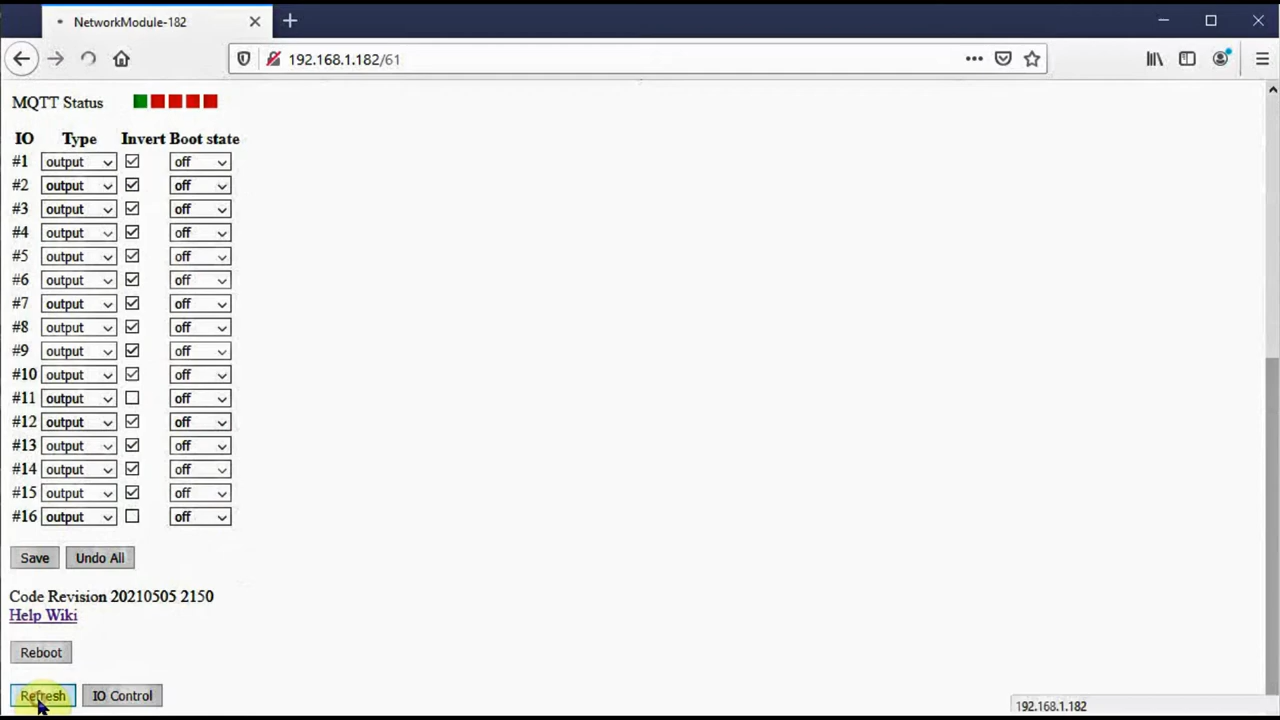 NetworkModule-182
192.168.1.182/61
MQTT Status
IO Type Invert Boot state
#1 output off
#2 output off
#3 output off
#4 output off
#5 output off
#6 output off
#7 output off
#8 output off
#9 output off
#10 output off
#11 output off
#12 output off
#13 output off
#14 output off
#15 output off
#16 output off
Save Undo All
Code Revision 20210505 2150
Help Wiki
Reboot
Refresh IO Control
192.168.1.182